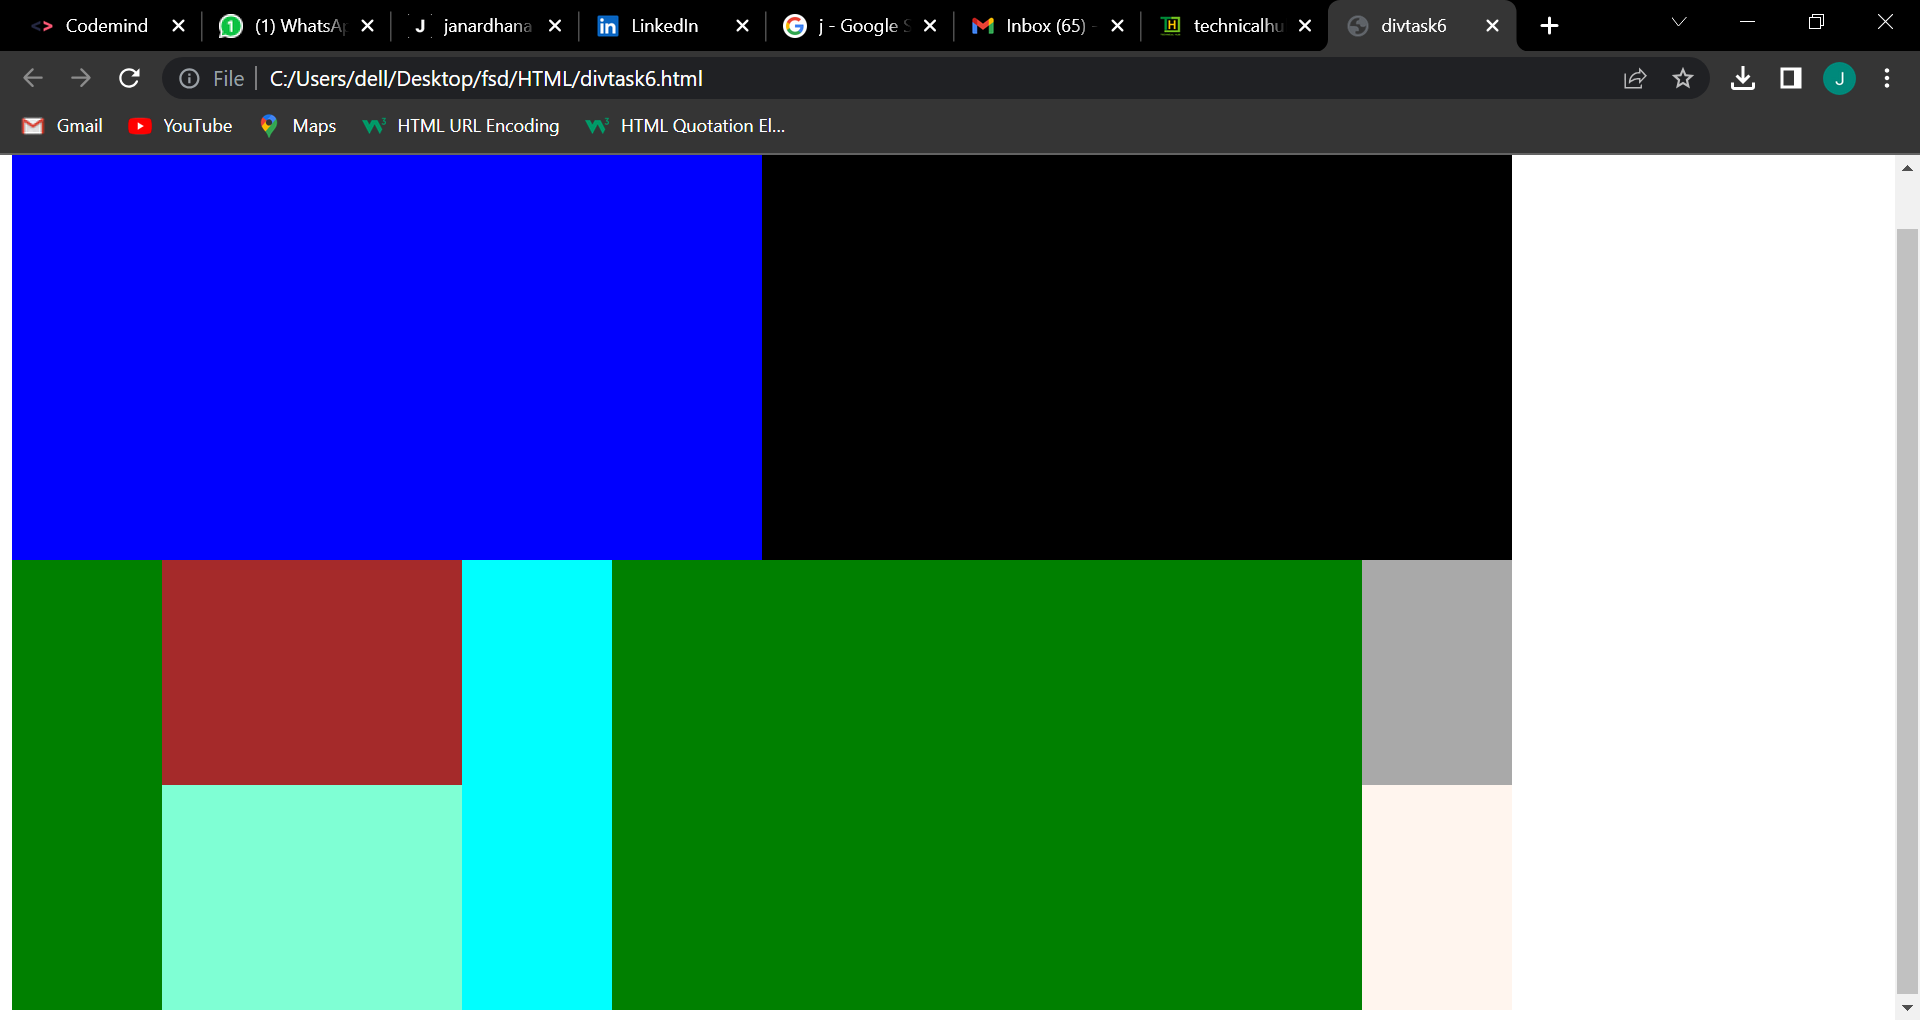 Codemind (1) WhatsAp J janardhana in LinkedIn G j - Google S Inbox (65) - technicalhu divtask6
File C:/Users/dell/Desktop/fsd/HTML/divtask6.html J
Gmail YouTube Maps HTML URL Encoding HTML Quotation El...